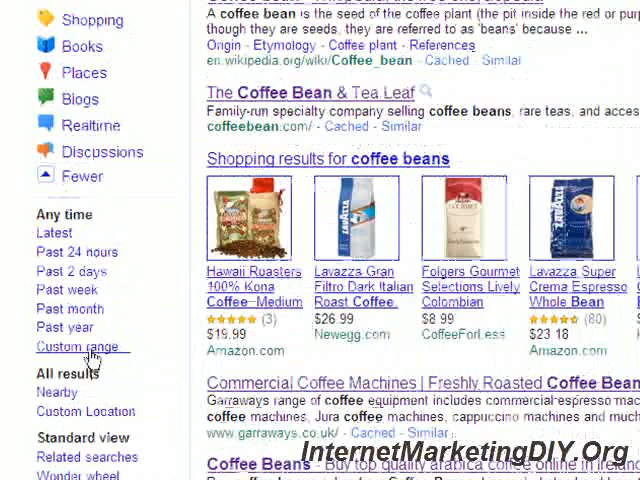 Shopping
Books
Places
Blogs
Realtime
Discussions
Fewer
Any time
Latest
Past 24 hours
Past 2 days
Past week
Past month
Past year
Custom range
All results
Nearby
Custom Location
Standard view
Related searches
Wonder wheel
A coffee bean is the seed of the coffee plant (the pit inside the red or
though they are seeds, they are referred to as 'beans' because ...
Origin - Etymology - Coffee plant - References
en.wikipedia.org/wiki/Coffee_bean - Cached - Similar
The Coffee Bean & Tea Leaf
Family-run specialty company selling coffee beans, rare teas, and
coffeebean.com/ - Cached - Similar
Shopping results for coffee beans
Hawaii Roasters
100% Kona
Coffee Medium
(3)
$19.99
Amazon.com
Lavazza Gran
Filtro Dark Italian
Roast Coffee,
$26.99
Newegg.com
Folgers Gourmet
Selections Lively
Colombian
$8.99
CoffeeForLess
Lavazza Super
Crema Espresso
Whole Bean
(80)
$23.18
Amazon.com
Commercial Coffee Machines | Freshly Roasted Coffee Bean
Garraways range of coffee equipment includes commercial espresso
coffee machines, Jura coffee machines, cappuccino machines and
www.garraways.co.uk/ - Cached - Similar
Coffee Beans - Buy top quality arabica coffee online in
InternetMarketingDIY.Org